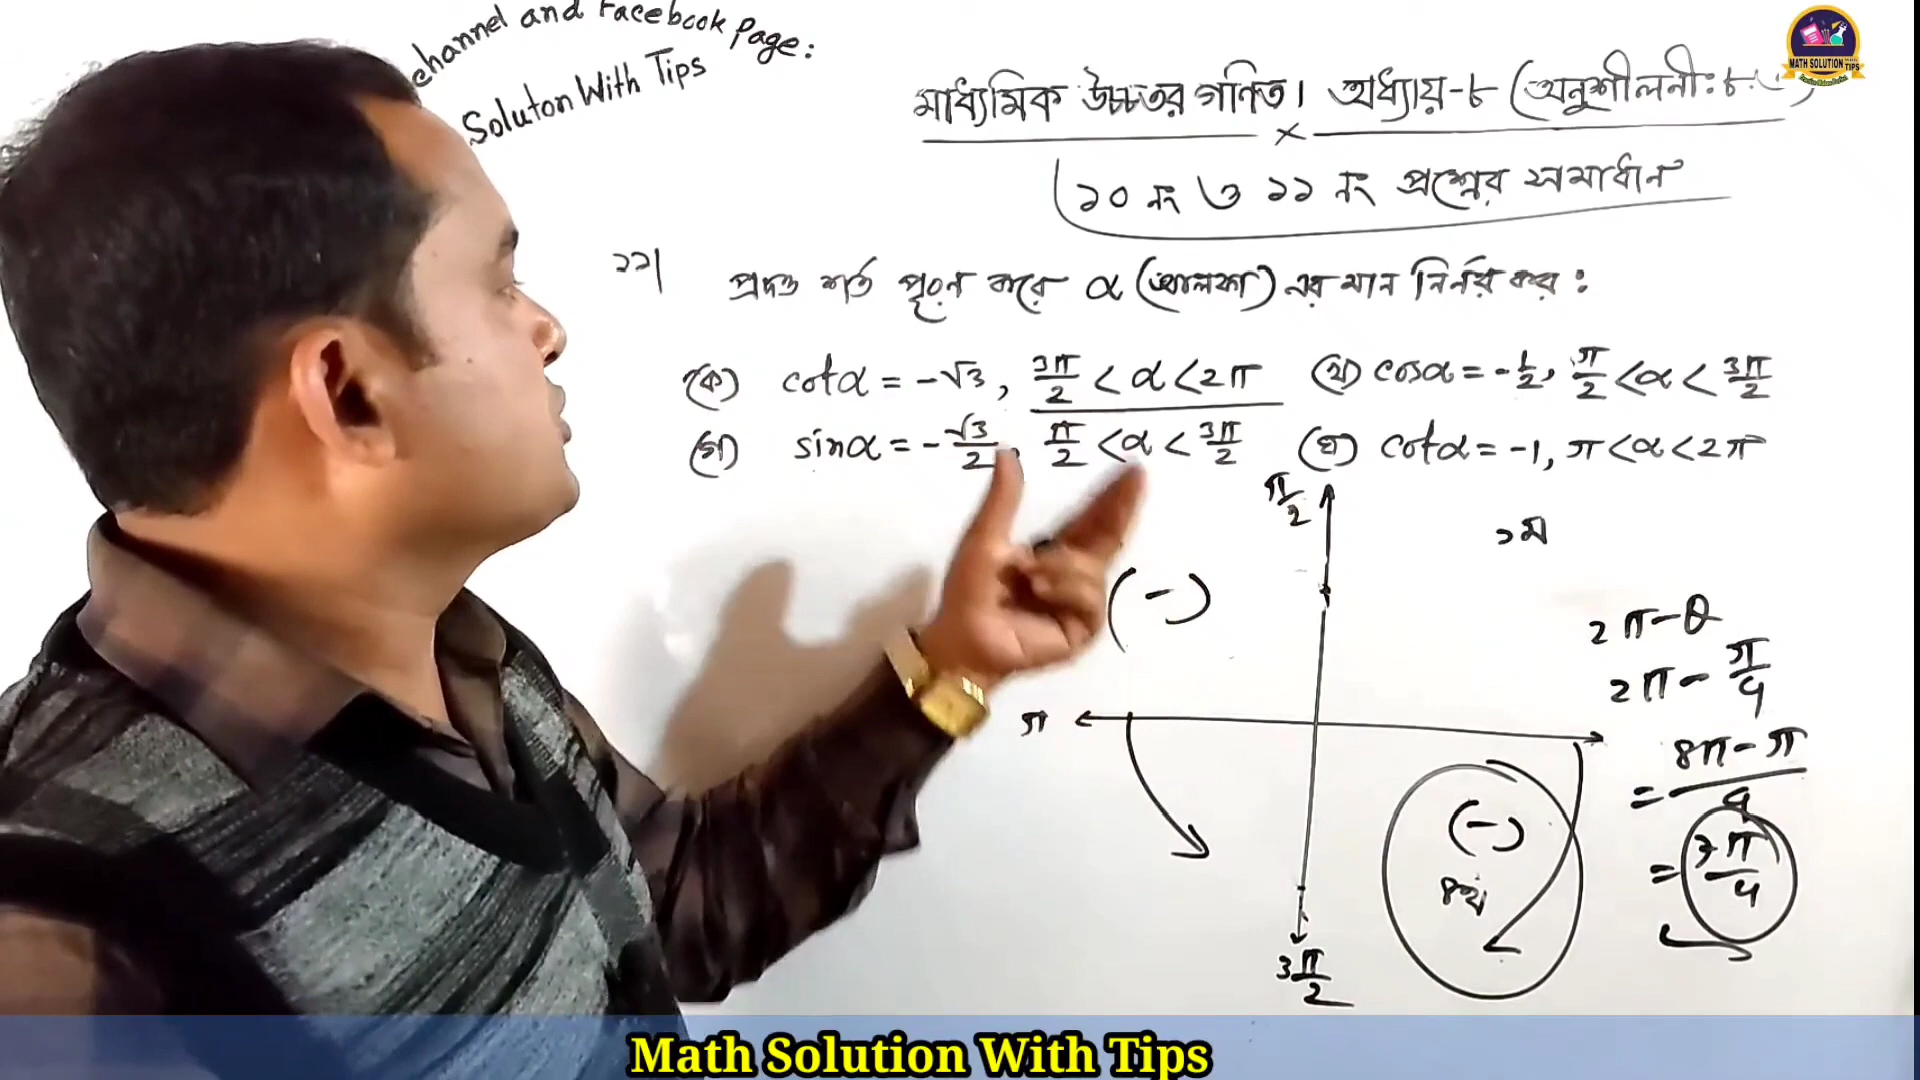 channel and Facebook Page:
Soluton With Tips
MATH SOLUTION
WITH TIPS
মাধ্যমিক উচ্চতর গণিত। অধ্যায়-৮ (অনুশীলনী: ৮.
×
১০ নং ও ১১ নং প্রশ্নের সমাধান
১১। প্রদত্ত শর্ত পূরণ করে α (আলফা) এর মান নির্ণয় কর:
(ক) cotα = -√3, 3π/2 < α < 2π (খ) cosα = -1/2, π/2 < α < 3π/2
(গ) sinα = -√3/2, π/2 < α < 3π/2 (ঘ) cotα = -1, π < α < 2π
π/2
১ম
(-)
2π-θ
2π-π/4
π
= 8π-π/4
(-)
= 7π/4
৪র্থ
3π/2
Math Solution With Tips